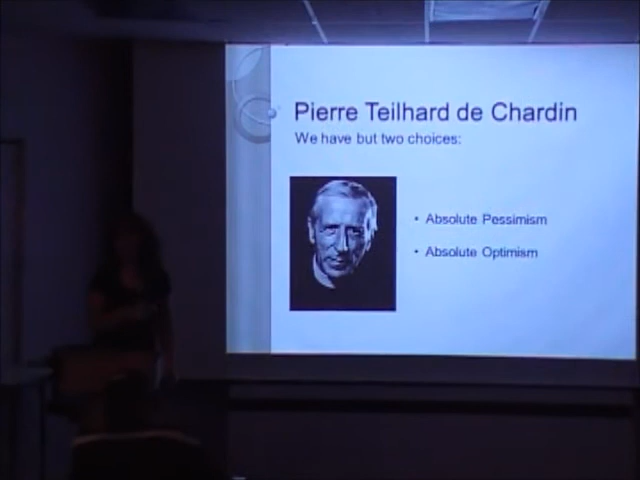 Pierre Teilhard de Chardin
We have but two choices:
• Absolute Pessimism
• Absolute Optimism